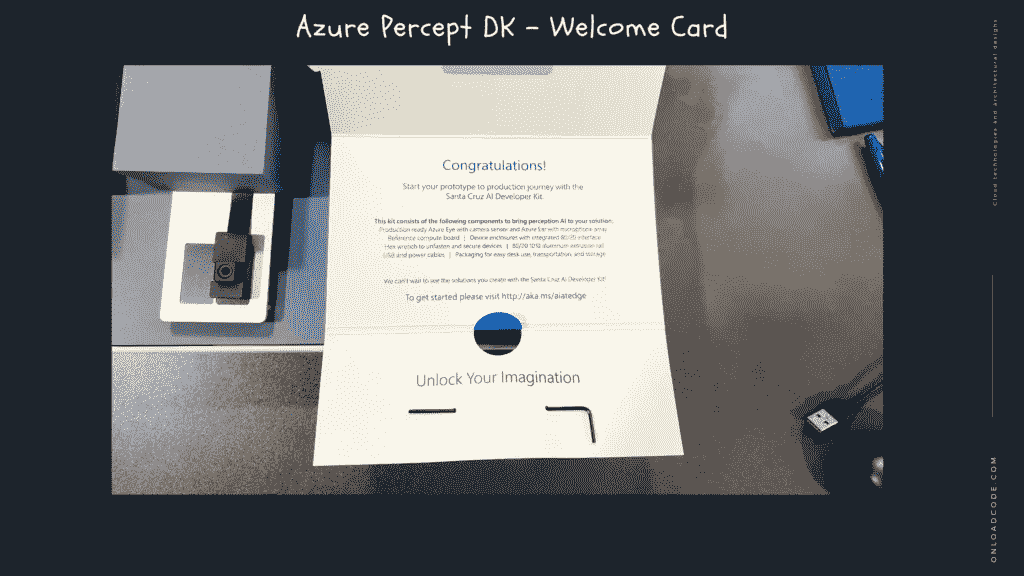 Azure Percept DK – Welcome Card
Congratulations!
Start your prototype to production journey with the
Santa Cruz AI Developer Kit.
This kit consists of the following components to bring perception AI to your solution:
Production ready Azure Eye with camera sensor and Azure Ear with microphone array
Reference compute board | Device enclosures with integrated 80/20 interface
Hex wrench to unfasten and secure devices | 80/20 1010 aluminum extrusion rail
USB and power cables | Packaging for easy desk use, transportation, and storage
We can't wait to see the solutions you create with the Santa Cruz AI Developer Kit!
To get started please visit http://aka.ms/aiatedge
Unlock Your Imagination
Cloud technologies and architectural designs
ONLOADCODE.COM